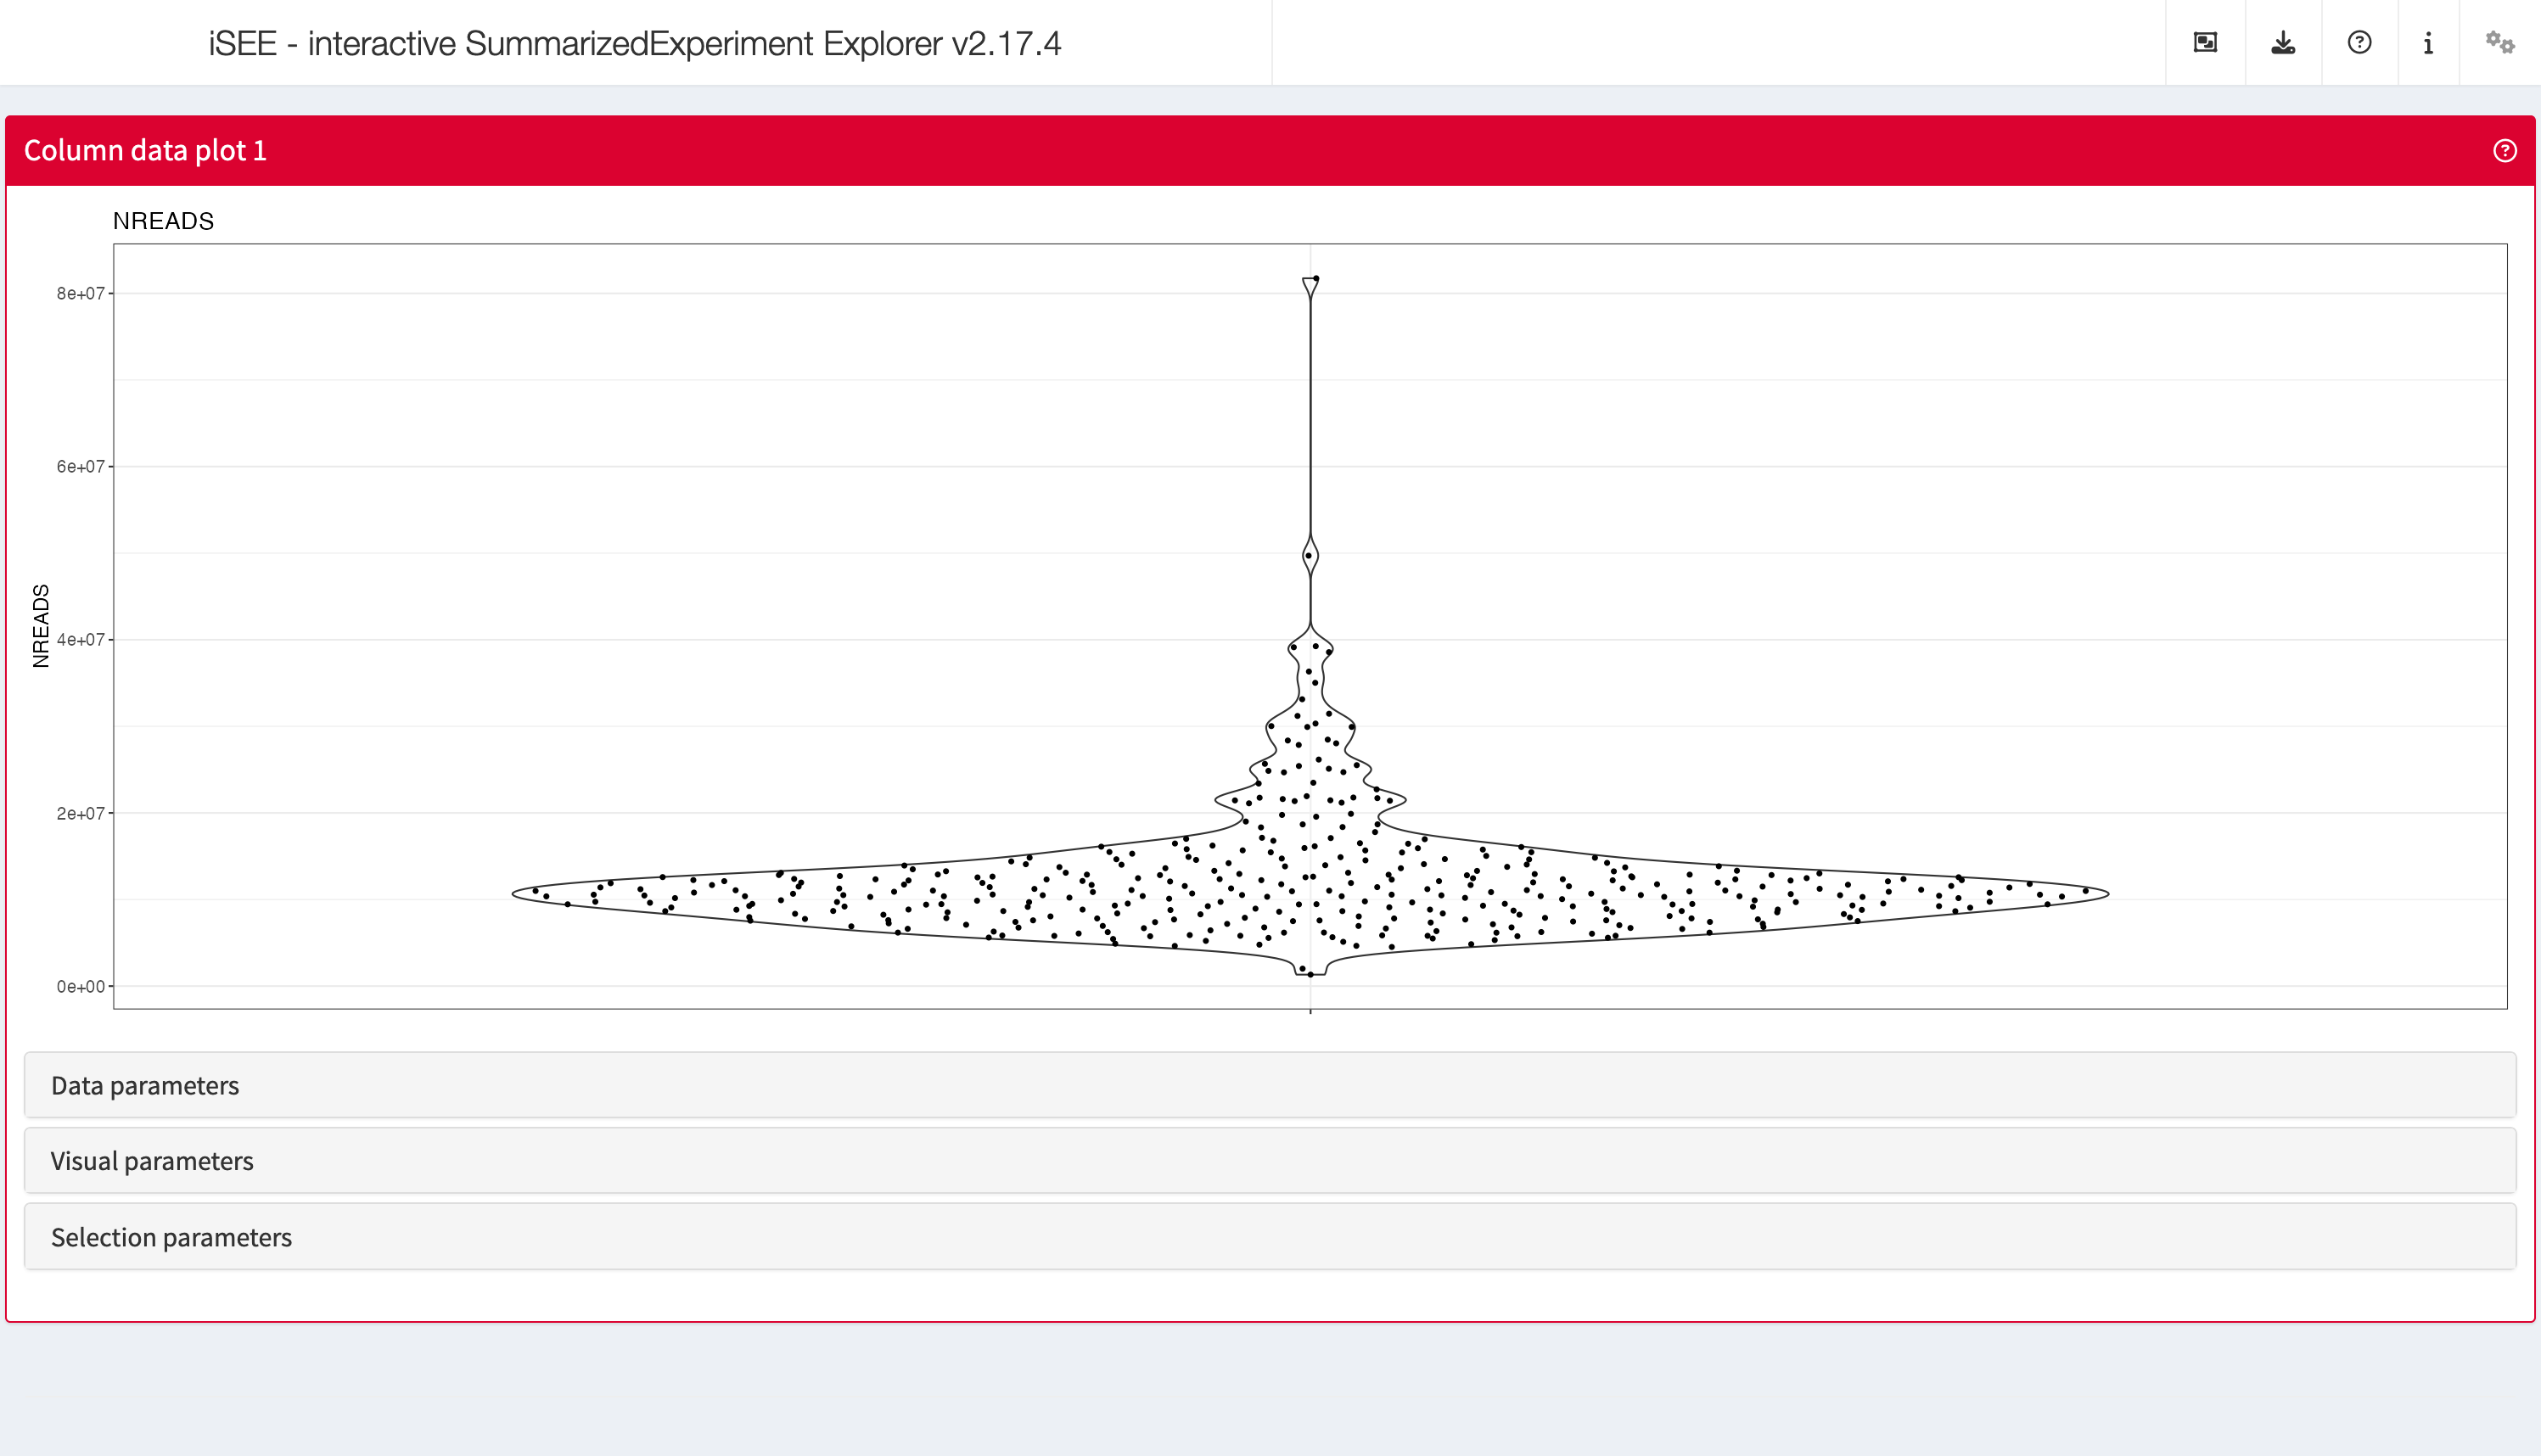 iSEE - interactive SummarizedExperiment Explorer v2.17.4
Column data plot 1
NREADS
8e+07
6e+07
NREADS
4e+07
2e+07
0e+00
Data parameters
Visual parameters
Selection parameters